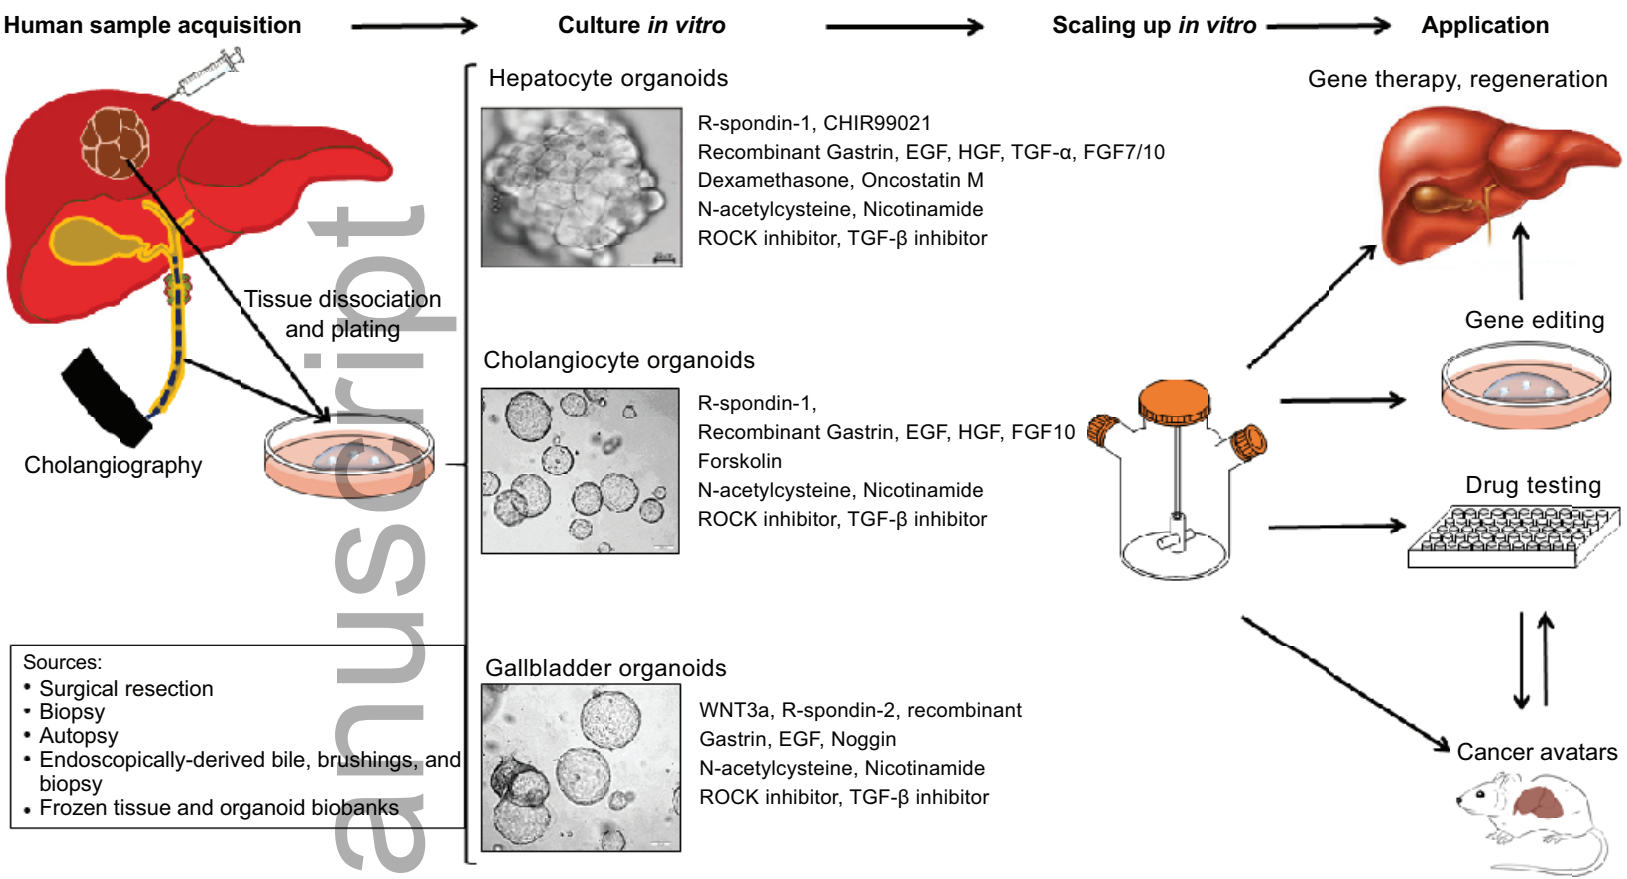 Human sample acquisition
Culture in vitro
Scaling up in vitro
Application
Tissue dissociation
and plating
Cholangiography
Sources:
• Surgical resection
• Biopsy
• Autopsy
• Endoscopically-derived bile, brushings, and
biopsy
• Frozen tissue and organoid biobanks
anuscript
Hepatocyte organoids
R-spondin-1, CHIR99021
Recombinant Gastrin, EGF, HGF, TGF-α, FGF7/10
Dexamethasone, Oncostatin M
N-acetylcysteine, Nicotinamide
ROCK inhibitor, TGF-β inhibitor
Cholangiocyte organoids
R-spondin-1,
Recombinant Gastrin, EGF, HGF, FGF10
Forskolin
N-acetylcysteine, Nicotinamide
ROCK inhibitor, TGF-β inhibitor
Gallbladder organoids
WNT3a, R-spondin-2, recombinant
Gastrin, EGF, Noggin
N-acetylcysteine, Nicotinamide
ROCK inhibitor, TGF-β inhibitor
Gene therapy, regeneration
Gene editing
Drug testing
Cancer avatars